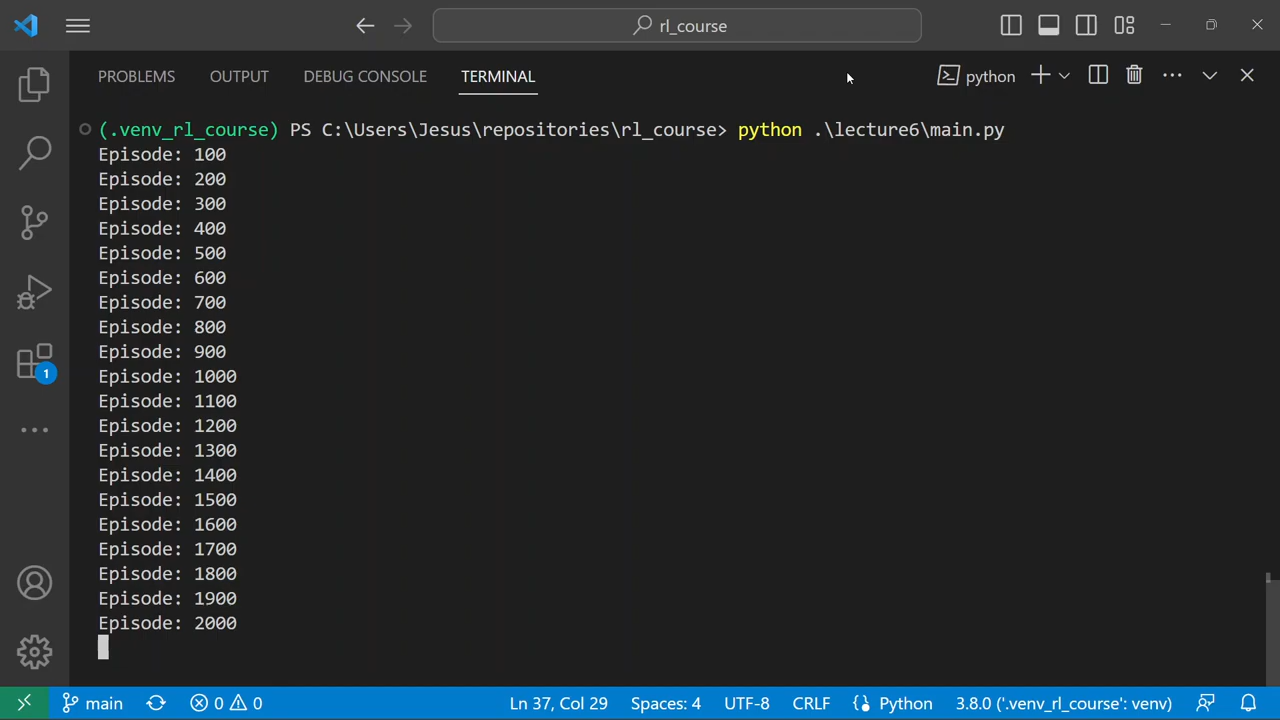 rl_course
PROBLEMS OUTPUT DEBUG CONSOLE TERMINAL python
(.venv_rl_course) PS C:\Users\Jesus\repositories\rl_course> python .\lecture6\main.py
Episode: 100
Episode: 200
Episode: 300
Episode: 400
Episode: 500
Episode: 600
Episode: 700
Episode: 800
Episode: 900
Episode: 1000
Episode: 1100
Episode: 1200
Episode: 1300
Episode: 1400
Episode: 1500
Episode: 1600
Episode: 1700
Episode: 1800
Episode: 1900
Episode: 2000
1
main 0 0 Ln 37, Col 29 Spaces: 4 UTF-8 CRLF {} Python 3.8.0 ('.venv_rl_course': venv)